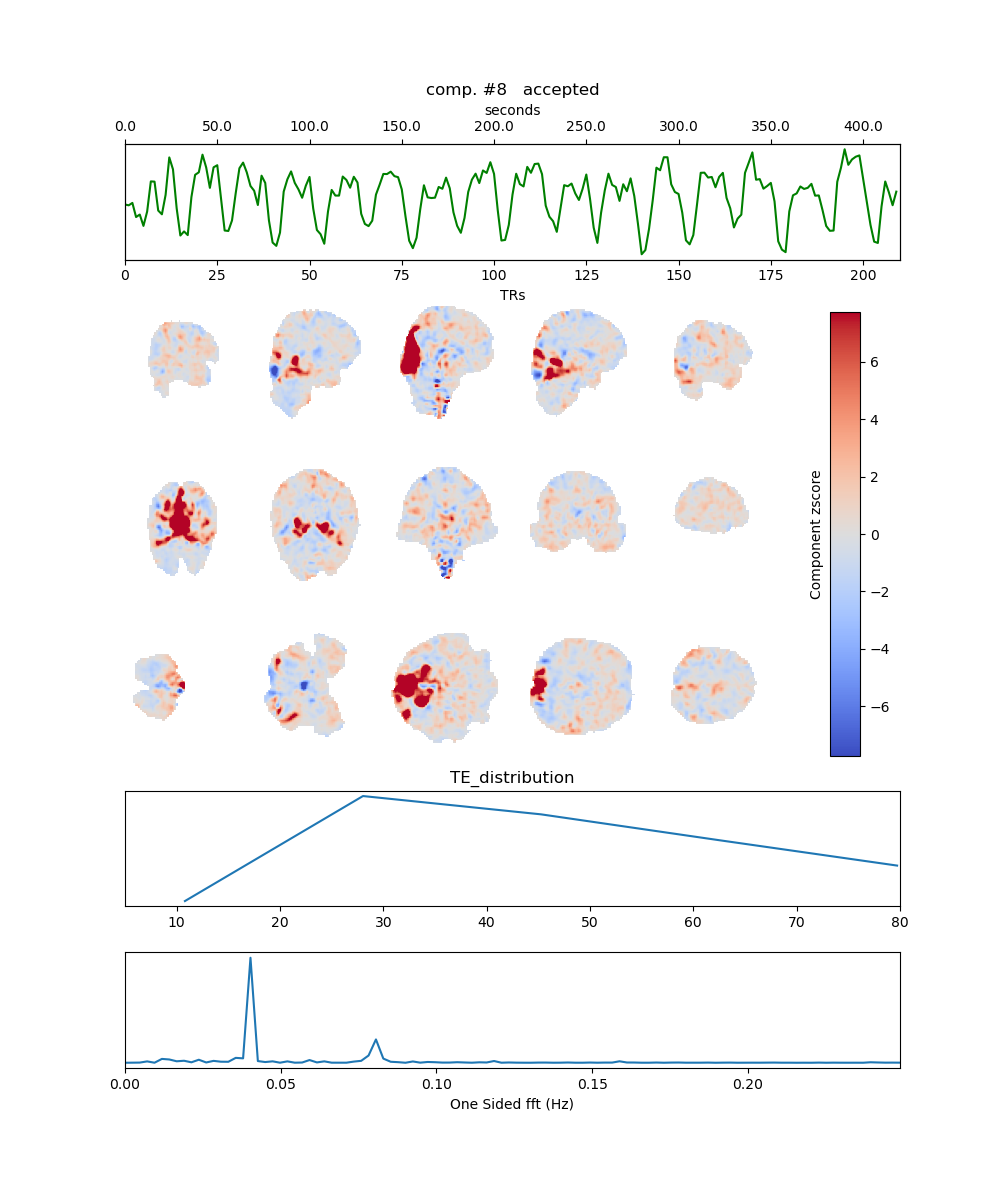 comp. #8   accepted
seconds
0.0 50.0 100.0 150.0 200.0 250.0 300.0 350.0 400.0
0 25 50 75 100 125 150 175 200
TRs
6
4
2
0
−2
−4
−6
Component zscore
TE_distribution
10 20 30 40 50 60 70 80
0.00 0.05 0.10 0.15 0.20
One Sided fft (Hz)